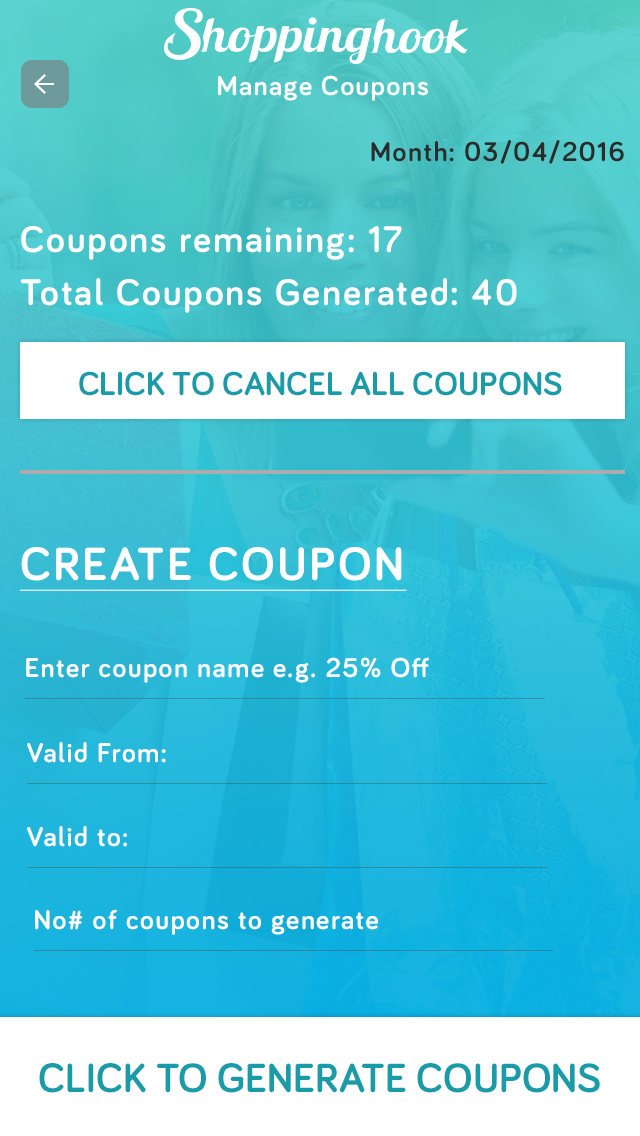 Shoppinghook
Manage Coupons
Month: 03/04/2016
Coupons remaining: 17
Total Coupons Generated: 40
CLICK TO CANCEL ALL COUPONS
CREATE COUPON
Enter coupon name e.g. 25% Off
Valid From:
Valid to:
No# of coupons to generate
CLICK TO GENERATE COUPONS